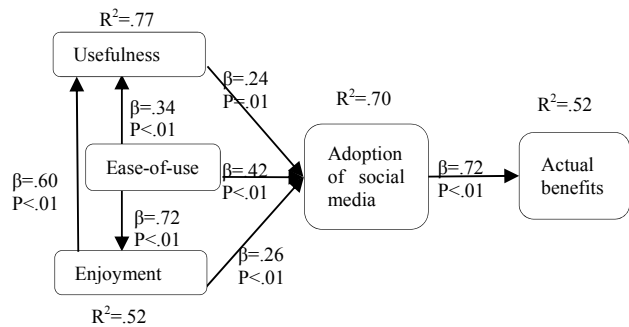 R²=.77
Usefulness
β=.24
P=.01
R²=.70
R²=.52
β=.34
P<.01
Ease-of-use
β=.42
P<.01
Adoption
of social
media
β=.72
P<.01
Actual
benefits
β=.60
P<.01
β=.72
P<.01
Enjoyment
β=.26
P<.01
R²=.52